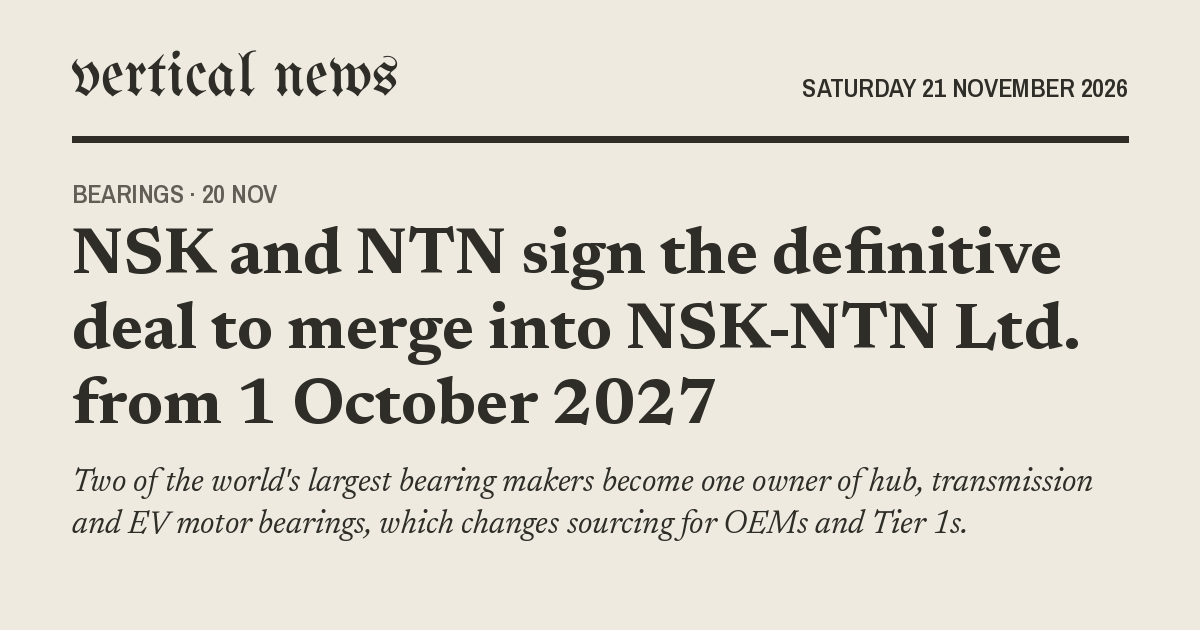 vertical news
SATURDAY 21 NOVEMBER 2026
BEARINGS · 20 NOV
NSK and NTN sign the definitive
deal to merge into NSK-NTN Ltd.
from 1 October 2027
Two of the world's largest bearing makers become one owner of hub, transmission
and EV motor bearings, which changes sourcing for OEMs and Tier 1s.